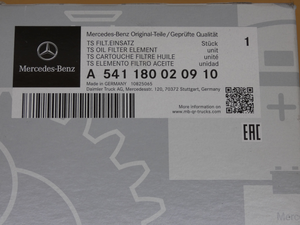 Mercedes-Benz Original-Teile/Geprüfte Qualität
TS FILT.EINSATZ Stück 1
TS OIL FILTER ELEMENT unit
TS CARTOUCHE FILTRE HUILE unité
TS ELEMENTO FILTRO ACEITE unidad
Mercedes-Benz
A 541 180 02 09 10
Made in GERMANY
Daimler Truck AG, Mercedesstr. 120, 70372 Stuttgart, Germany
Genuine? See:
www.mb-qr-trucks.com
EAC